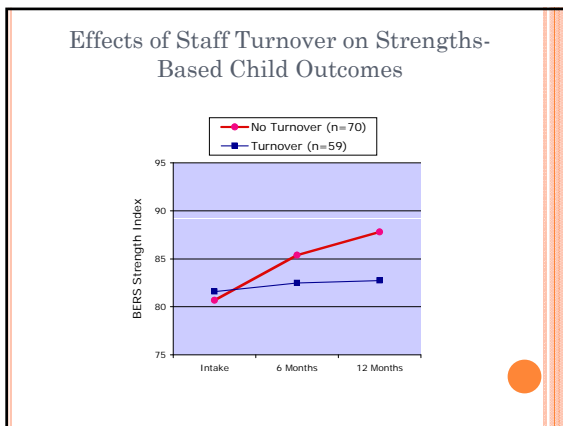 Effects of Staff Turnover on Strengths-
Based Child Outcomes
No Turnover (n=70)
Turnover (n=59)
95
90
85
80
75
BERS Strength Index
Intake 6 Months 12 Months